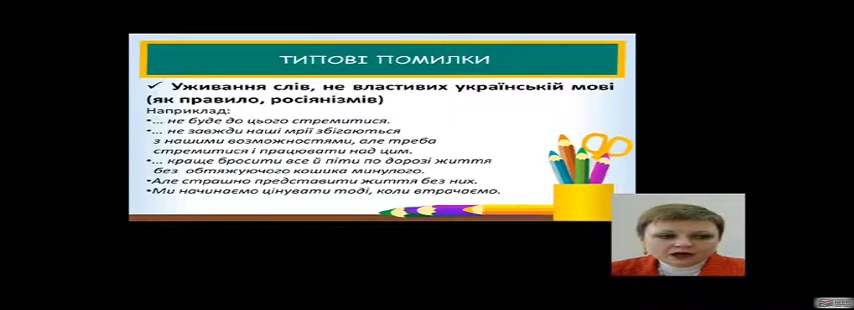 ТИПОВІ ПОМИЛКИ
✓ Уживання слів, не властивих українській мові
(як правило, росіянізмів)
Наприклад:
•... не буде до цього стремитися.
•... не завжди наші мрії збігаються
з нашими возможностями, але треба
стремитися і працювати над цим.
•... краще бросити все й піти по дорозі життя
без обтяжуючого кошика минулого.
•Але страшно представити життя без них.
•Ми начинаємо цінувати тоді, коли втрачаємо.